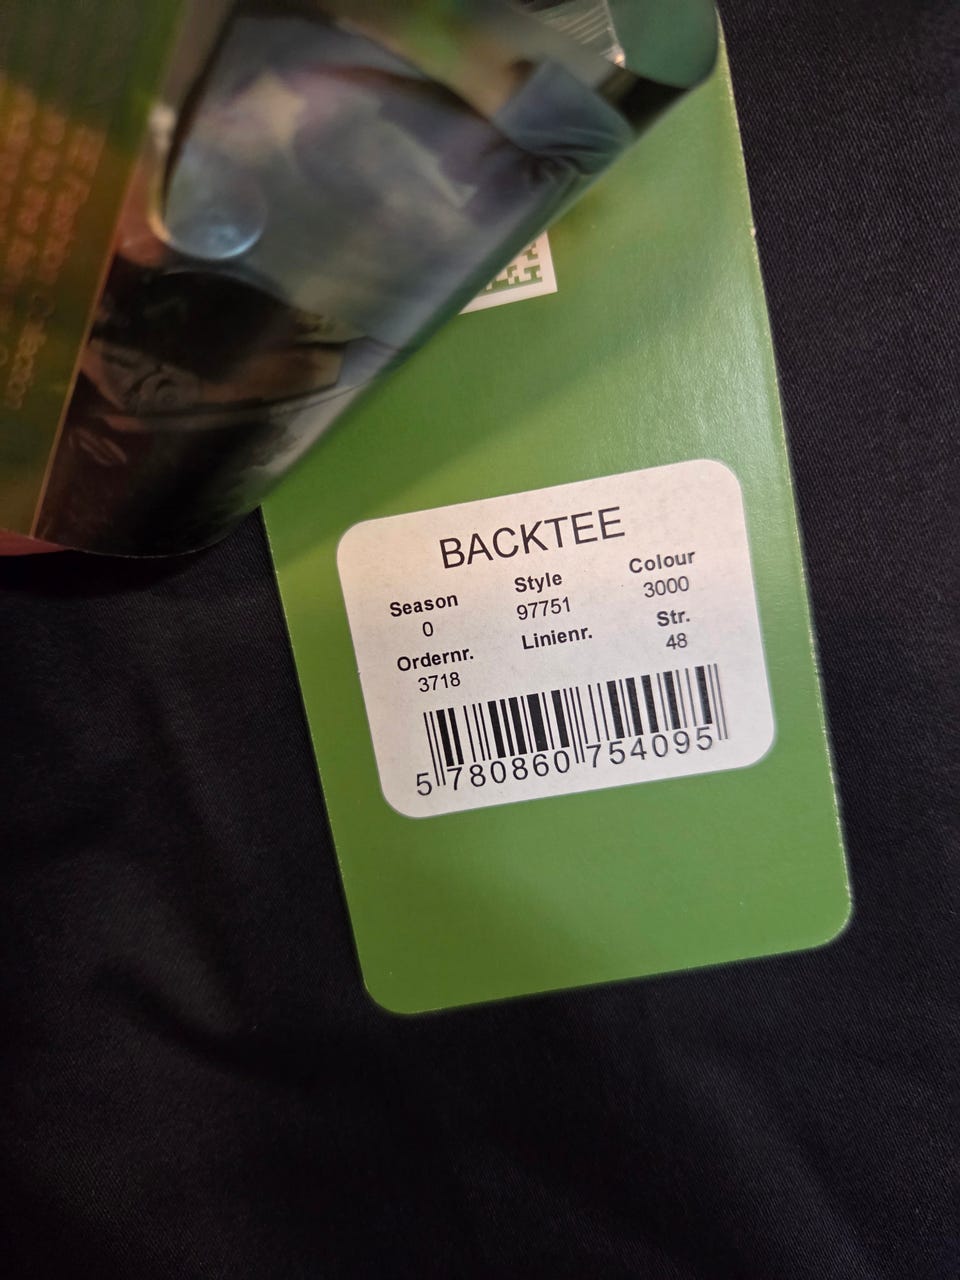 BACKTEE
Season Style Colour
0 97751 3000
Ordernr. Linienr. Str.
3718 48
5 780860 754095